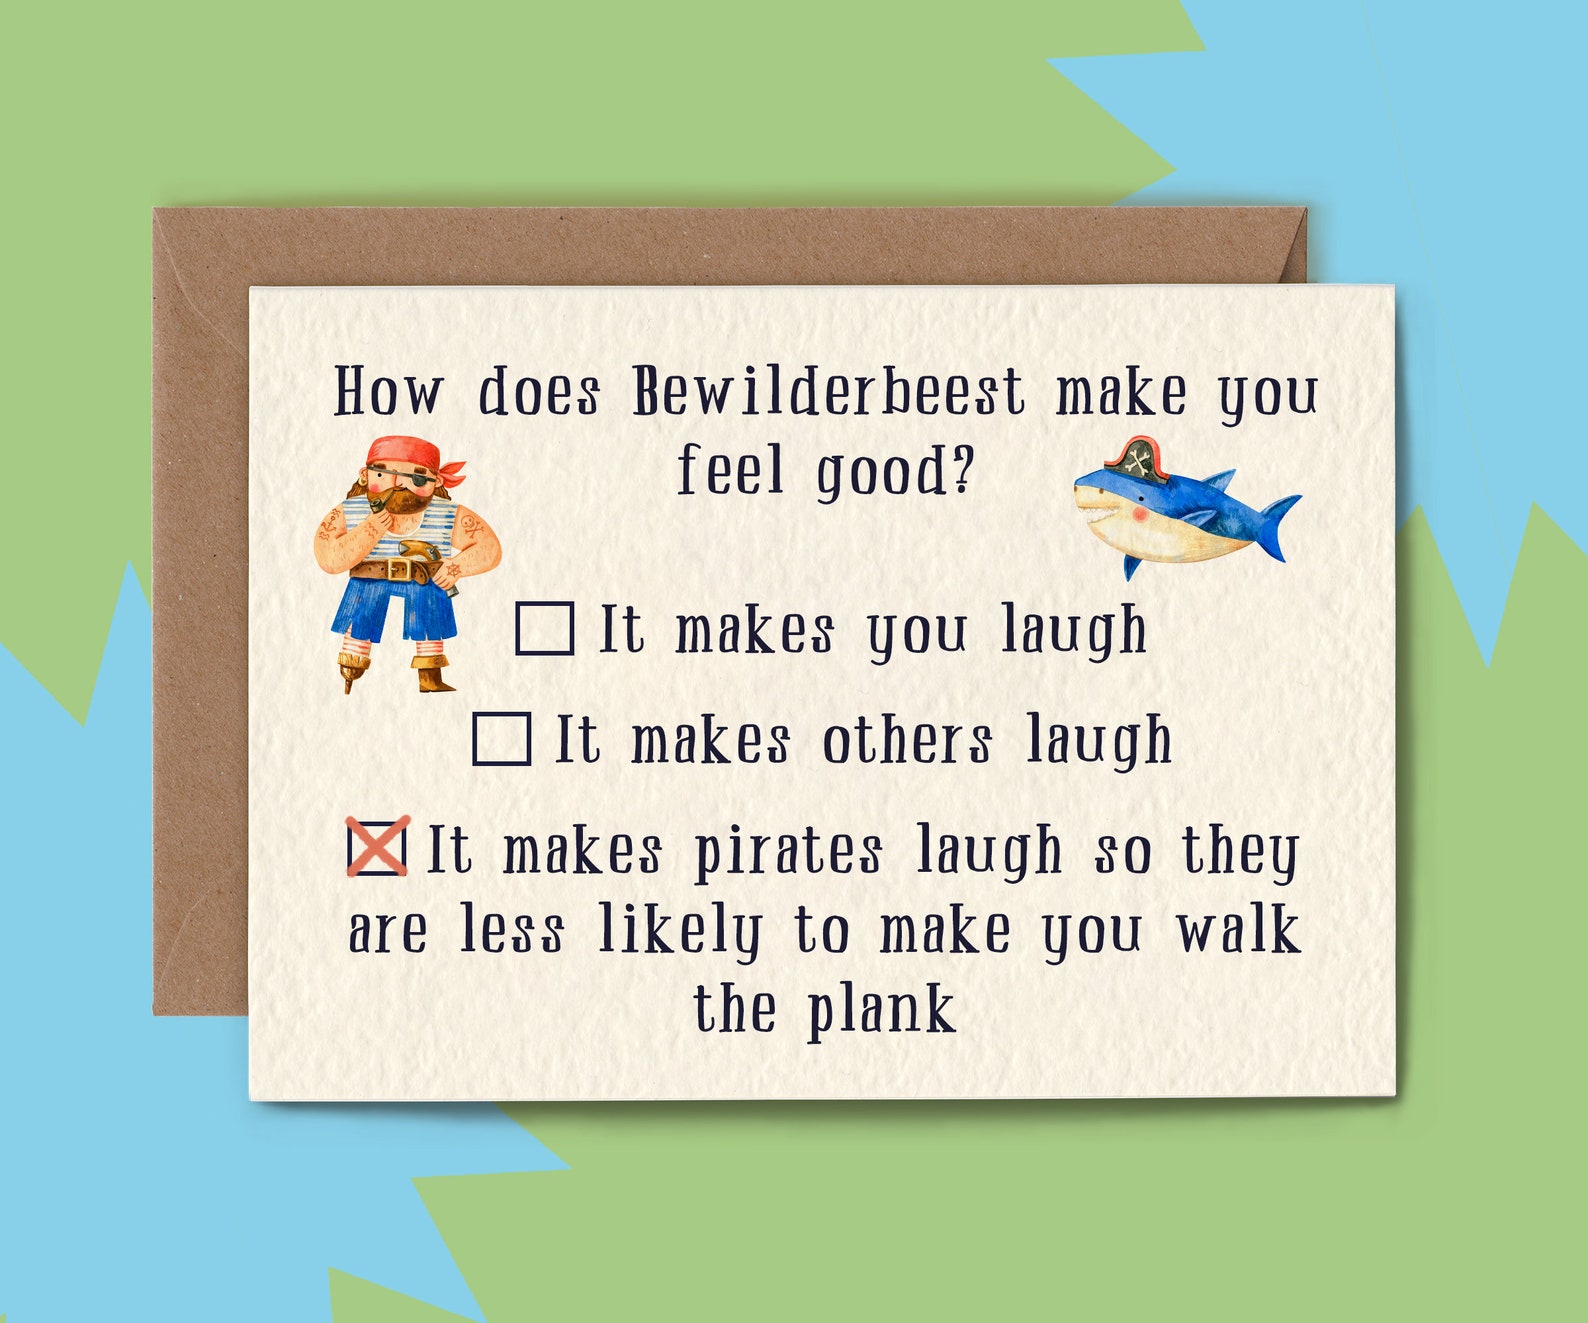 How does Bewilderbeest make you
feel good?
It makes you laugh
It makes others laugh
It makes pirates laugh so they
are less likely to make you walk
the plank